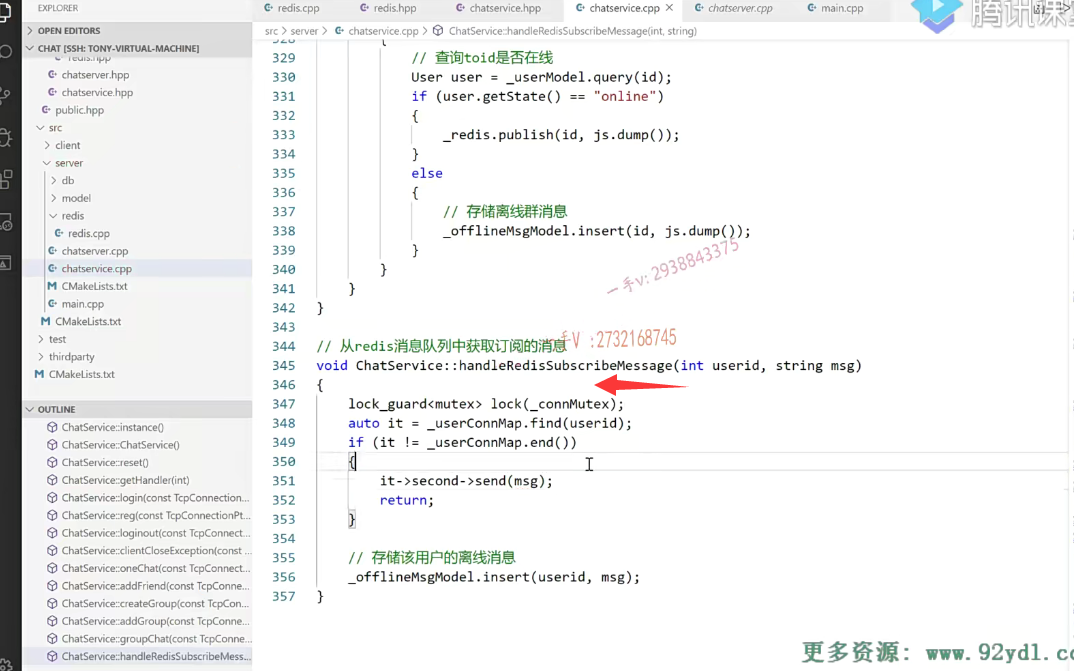 EXPLORER
OPEN EDITORS
CHAT [SSH: TONY-VIRTUAL-MACHINE]
redis.hpp
chatserver.hpp
chatservice.hpp
public.hpp
src
client
server
db
model
redis
redis.cpp
chatserver.cpp
chatservice.cpp
CMakeLists.txt
main.cpp
CMakeLists.txt
test
thirdparty
CMakeLists.txt
OUTLINE
ChatService::instance()
ChatService::ChatService()
ChatService::reset()
ChatService::getHandler(int)
ChatService::login(const TcpConnection...
ChatService::reg(const TcpConnectionPt...
ChatService::loginout(const TcpConnect...
ChatService::clientCloseException(const ...
ChatService::oneChat(const TcpConnect...
ChatService::addFriend(const TcpConne...
ChatService::createGroup(const TcpCon...
ChatService::addGroup(const TcpConne...
ChatService::groupChat(const TcpConne...
ChatService::handleRedisSubscribeMess...
redis.cpp redis.hpp chatservice.hpp chatservice.cpp chatserver.cpp main.cpp
腾讯课
src > server > chatservice.cpp > ChatService::handleRedisSubscribeMessage(int, string)
328 {
329 // 查询toid是否在线
330 User user = _userModel.query(id);
331 if (user.getState() == "online")
332 {
333 _redis.publish(id, js.dump());
334 }
335 else
336 {
337 // 存储离线群消息
338 _offlineMsgModel.insert(id, js.dump());
339 }
340 }
341 }
342 }
343
344 // 从redis消息队列中获取订阅的消息
345 void ChatService::handleRedisSubscribeMessage(int userid, string msg)
346 {
347 lock_guard<mutex> lock(_connMutex);
348 auto it = _userConnMap.find(userid);
349 if (it != _userConnMap.end())
350 {
351 it->second->send(msg);
352 return;
353 }
354
355 // 存储该用户的离线消息
356 _offlineMsgModel.insert(userid, msg);
357 }
一手v: 2938843375
一手V :2732168745
更多资源: www.92ydl.co